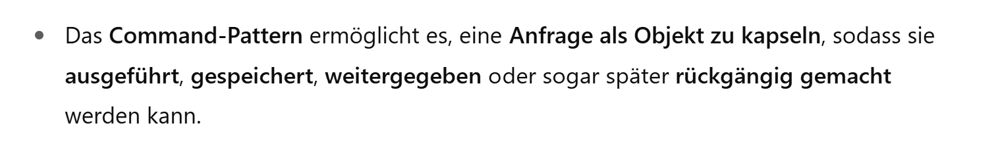 • Das Command-Pattern ermöglicht es, eine Anfrage als Objekt zu kapseln, sodass sie
ausgeführt, gespeichert, weitergegeben oder sogar später rückgängig gemacht
werden kann.